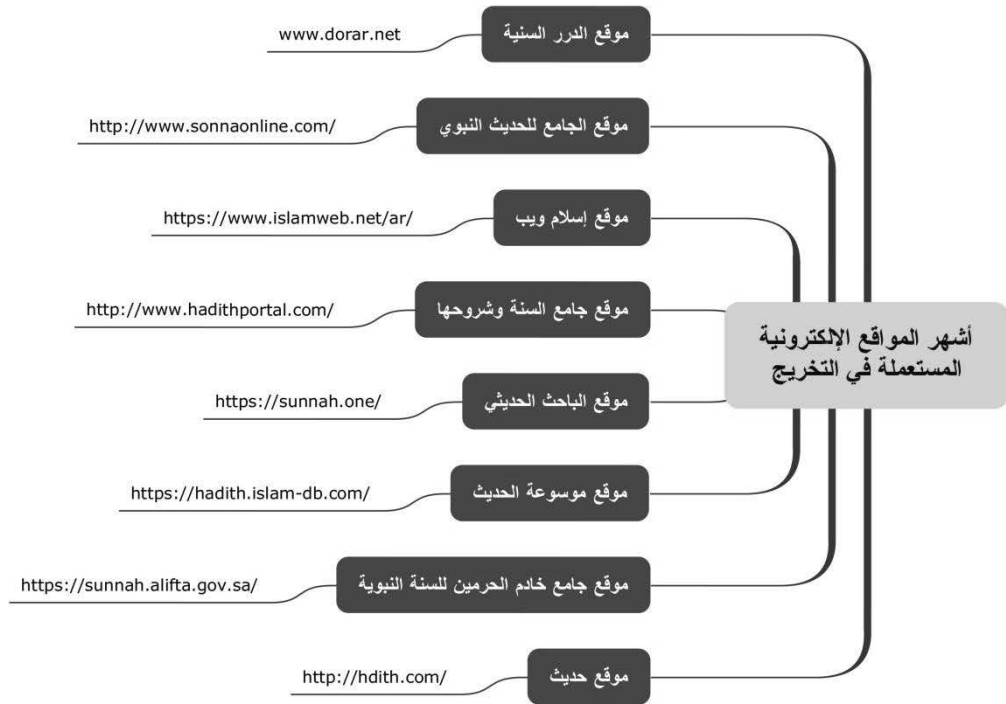 أشهر المواقع الإلكترونية
المستعملة في التخريج
موقع الدرر السنية
www.dorar.net
موقع الجامع للحديث النبوي
http://www.sonnaonline.com/
موقع إسلام ويب
https://www.islamweb.net/ar/
موقع جامع السنة وشروحها
http://www.hadithportal.com/
موقع الباحث الحديثي
https://sunnah.one/
موقع موسوعة الحديث
https://hadith.islam-db.com/
موقع جامع خادم الحرمين للسنة النبوية
https://sunnah.alifta.gov.sa/
موقع حديث
http://hdith.com/